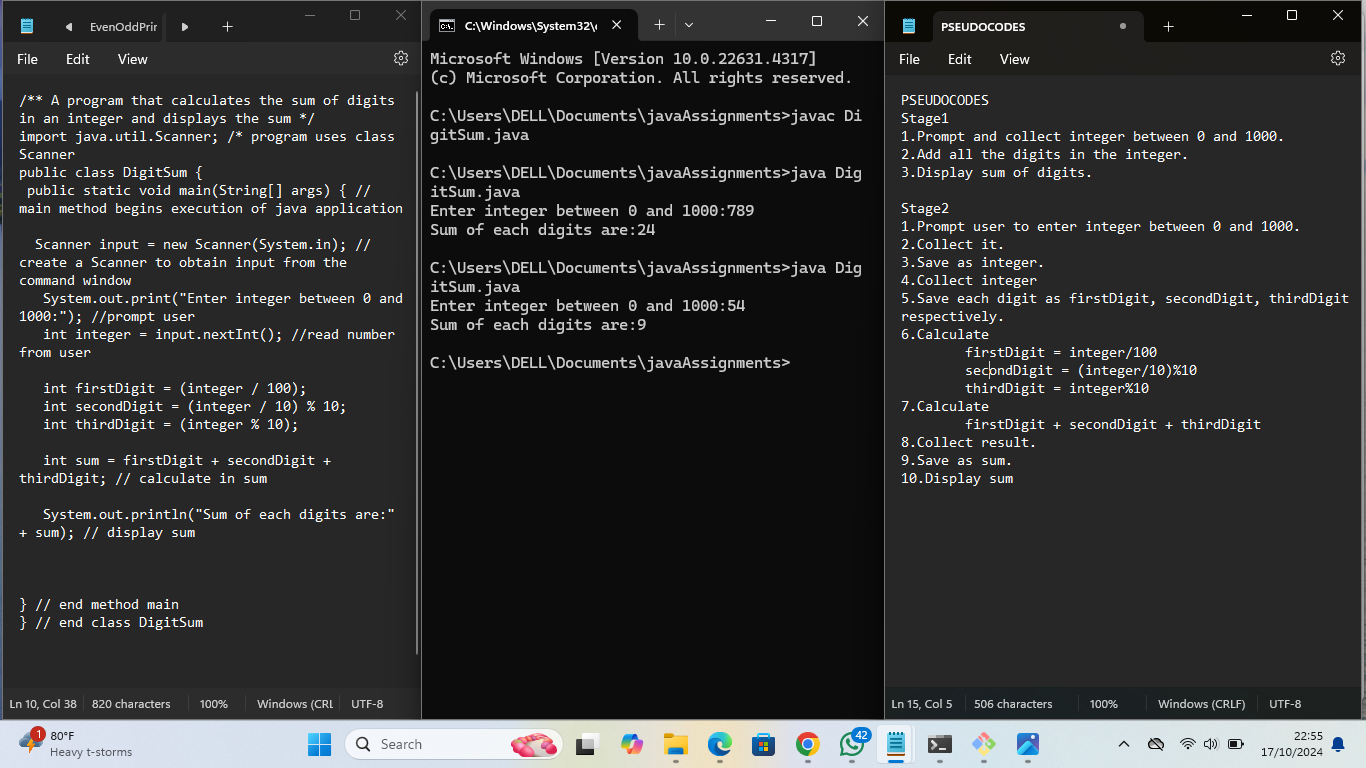 EvenOddPrin
File Edit View
/** A program that calculates the sum of digits
in an integer and displays the sum */
import java.util.Scanner; /* program uses class
Scanner
public class DigitSum {
public static void main(String[] args) { //
main method begins execution of java application
Scanner input = new Scanner(System.in); //
create a Scanner to obtain input from the
command window
System.out.print("Enter integer between 0 and
1000:"); //prompt user
int integer = input.nextInt(); //read number
from user
int firstDigit = (integer / 100);
int secondDigit = (integer / 10) % 10;
int thirdDigit = (integer % 10);
int sum = firstDigit + secondDigit +
thirdDigit; // calculate in sum
System.out.println("Sum of each digits are:"
+ sum); // display sum
} // end method main
} // end class DigitSum
Ln 10, Col 38 820 characters 100% Windows (CRL UTF-8
C:\Windows\System32\c
Microsoft Windows [Version 10.0.22631.4317]
(c) Microsoft Corporation. All rights reserved.
C:\Users\DELL\Documents\javaAssignments>javac Di
gitSum.java
C:\Users\DELL\Documents\javaAssignments>java Dig
itSum.java
Enter integer between 0 and 1000:789
Sum of each digits are:24
C:\Users\DELL\Documents\javaAssignments>java Dig
itSum.java
Enter integer between 0 and 1000:54
Sum of each digits are:9
C:\Users\DELL\Documents\javaAssignments>
PSEUDOCODES
File Edit View
PSEUDOCODES
Stage1
1.Prompt and collect integer between 0 and 1000.
2.Add all the digits in the integer.
3.Display sum of digits.
Stage2
1.Prompt user to enter integer between 0 and 1000.
2.Collect it.
3.Save as integer.
4.Collect integer
5.Save each digit as firstDigit, secondDigit, thirdDigit
respectively.
6.Calculate
firstDigit = integer/100
secondDigit = (integer/10)%10
thirdDigit = integer%10
7.Calculate
firstDigit + secondDigit + thirdDigit
8.Collect result.
9.Save as sum.
10.Display sum
Ln 15, Col 5 506 characters 100% Windows (CRLF) UTF-8
1
80°F
Heavy t-storms
Search
42
22:55
17/10/2024